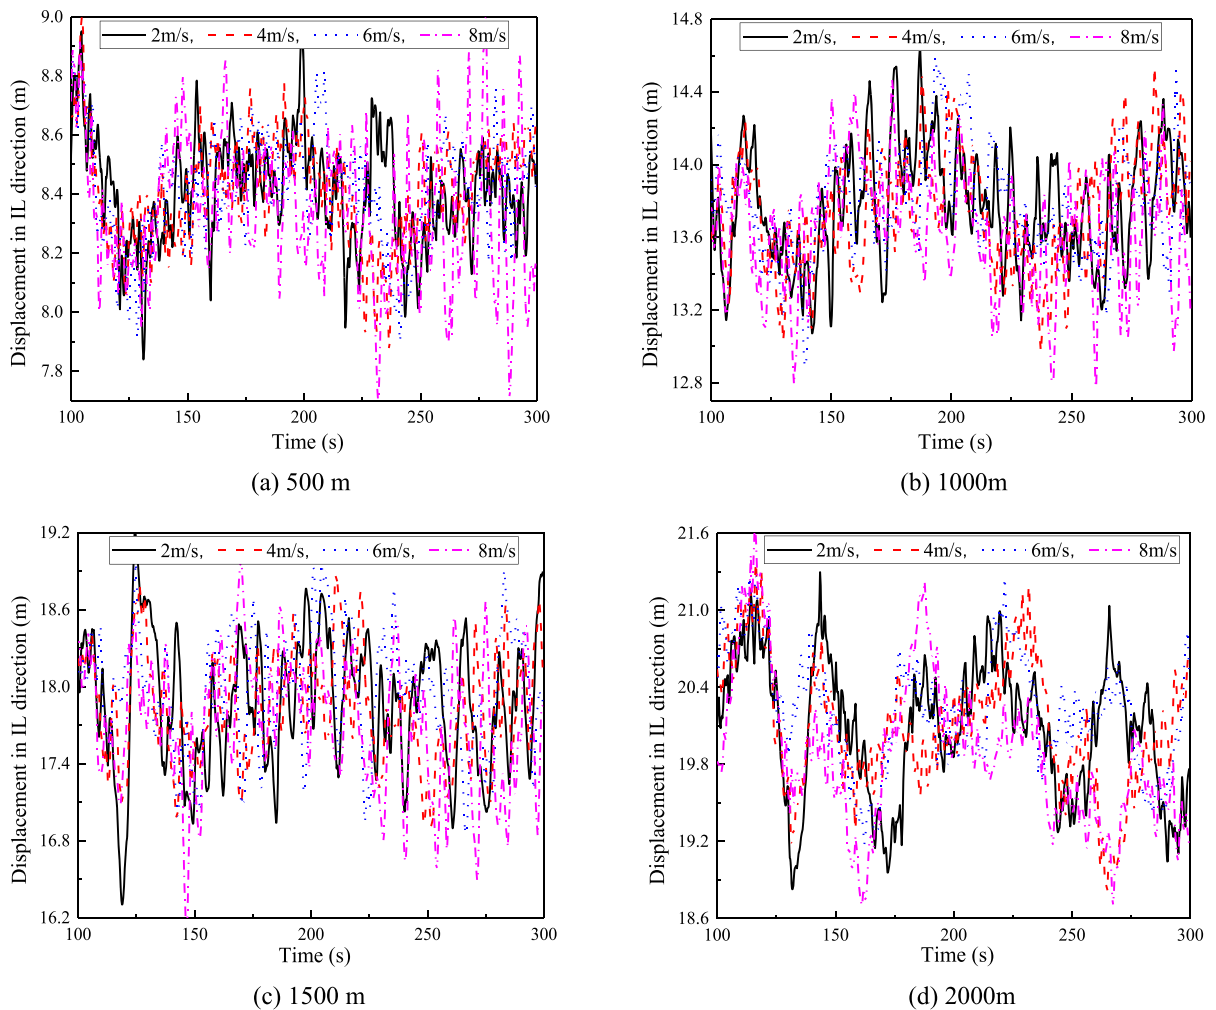 2m/s, 4m/s, 6m/s, 8m/s
Displacement in IL direction (m)
9.0
8.8
8.6
8.4
8.2
8.0
7.8
100 150 200 250 300
Time (s)
(a) 500 m
2m/s, 4m/s, 6m/s, 8m/s
Displacement in IL direction (m)
14.8
14.4
14.0
13.6
13.2
12.8
100 150 200 250 300
Time (s)
(b) 1000m
2m/s, 4m/s, 6m/s, 8m/s
Displacement in IL direction (m)
19.2
18.6
18.0
17.4
16.8
16.2
100 150 200 250 300
Time (s)
(c) 1500 m
2m/s, 4m/s, 6m/s, 8m/s
Displacement in IL direction (m)
21.6
21.0
20.4
19.8
19.2
18.6
100 150 200 250 300
Time (s)
(d) 2000m